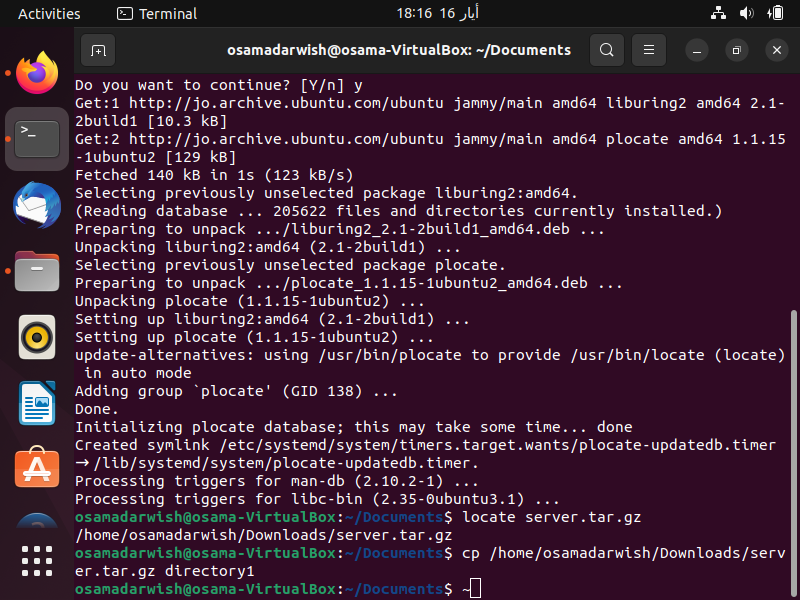 Activities
Terminal
أيار 16 18:16
osamadarwish@osama-VirtualBox: ~/Documents
Do you want to continue? [Y/n] y
Get:1 http://jo.archive.ubuntu.com/ubuntu jammy/main amd64 liburing2 amd64 2.1-
2build1 [10.3 kB]
Get:2 http://jo.archive.ubuntu.com/ubuntu jammy/main amd64 plocate amd64 1.1.15
-1ubuntu2 [129 kB]
Fetched 140 kB in 1s (123 kB/s)
Selecting previously unselected package liburing2:amd64.
(Reading database ... 205622 files and directories currently installed.)
Preparing to unpack .../liburing2_2.1-2build1_amd64.deb ...
Unpacking liburing2:amd64 (2.1-2build1) ...
Selecting previously unselected package plocate.
Preparing to unpack .../plocate_1.1.15-1ubuntu2_amd64.deb ...
Unpacking plocate (1.1.15-1ubuntu2) ...
Setting up liburing2:amd64 (2.1-2build1) ...
Setting up plocate (1.1.15-1ubuntu2) ...
update-alternatives: using /usr/bin/plocate to provide /usr/bin/locate (locate)
 in auto mode
Adding group `plocate' (GID 138) ...
Done.
Initializing plocate database; this may take some time... done
Created symlink /etc/systemd/system/timers.target.wants/plocate-updatedb.timer
→ /lib/systemd/system/plocate-updatedb.timer.
Processing triggers for man-db (2.10.2-1) ...
Processing triggers for libc-bin (2.35-0ubuntu3.1) ...
osamadarwish@osama-VirtualBox:~/Documents$ locate server.tar.gz
/home/osamadarwish/Downloads/server.tar.gz
osamadarwish@osama-VirtualBox:~/Documents$ cp /home/osamadarwish/Downloads/serv
er.tar.gz directory1
osamadarwish@osama-VirtualBox:~/Documents$ ~